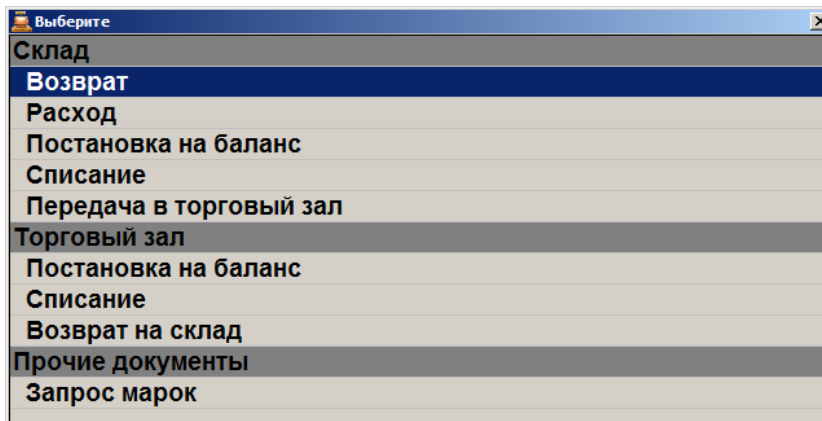 Выберите
Склад
Возврат
Расход
Постановка на баланс
Списание
Передача в торговый зал
Торговый зал
Постановка на баланс
Списание
Возврат на склад
Прочие документы
Запрос марок